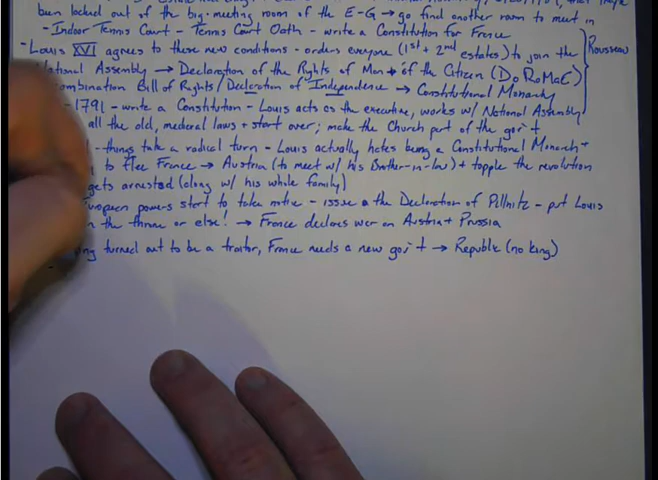 been locked out of the big-meeting room of the E-G → go find another room to meet in
- Indoor Tennis Court - Tennis Court Oath - write a Constitution for France
- Louis XVI agrees to these new conditions - orders everyone (1st + 2nd estates) to join the
National Assembly → Declaration of the Rights of Man + of the Citizen (DoRoMaC)
Rousseau
ombination Bill of Rights/Declaration of Independence → Constitutional Monarchy
- 1791 - write a Constitution - Louis acts as the executive, works w/ National Assembly
all the old, medieval laws + start over; make the Church part of the gov't
- things take a radical turn - Louis actually hates being a Constitutional Monarch +
to flee France → Austria (to meet w/ his Brother-in-law) + topple the revolution
gets arrested (along w/ his whole family)
European powers start to take notice - issue the Declaration of Pillnitz - put Louis
the throne or else! → France declares war on Austria + Prussia
turned out to be a traitor, France needs a new gov't → Republic (no king)